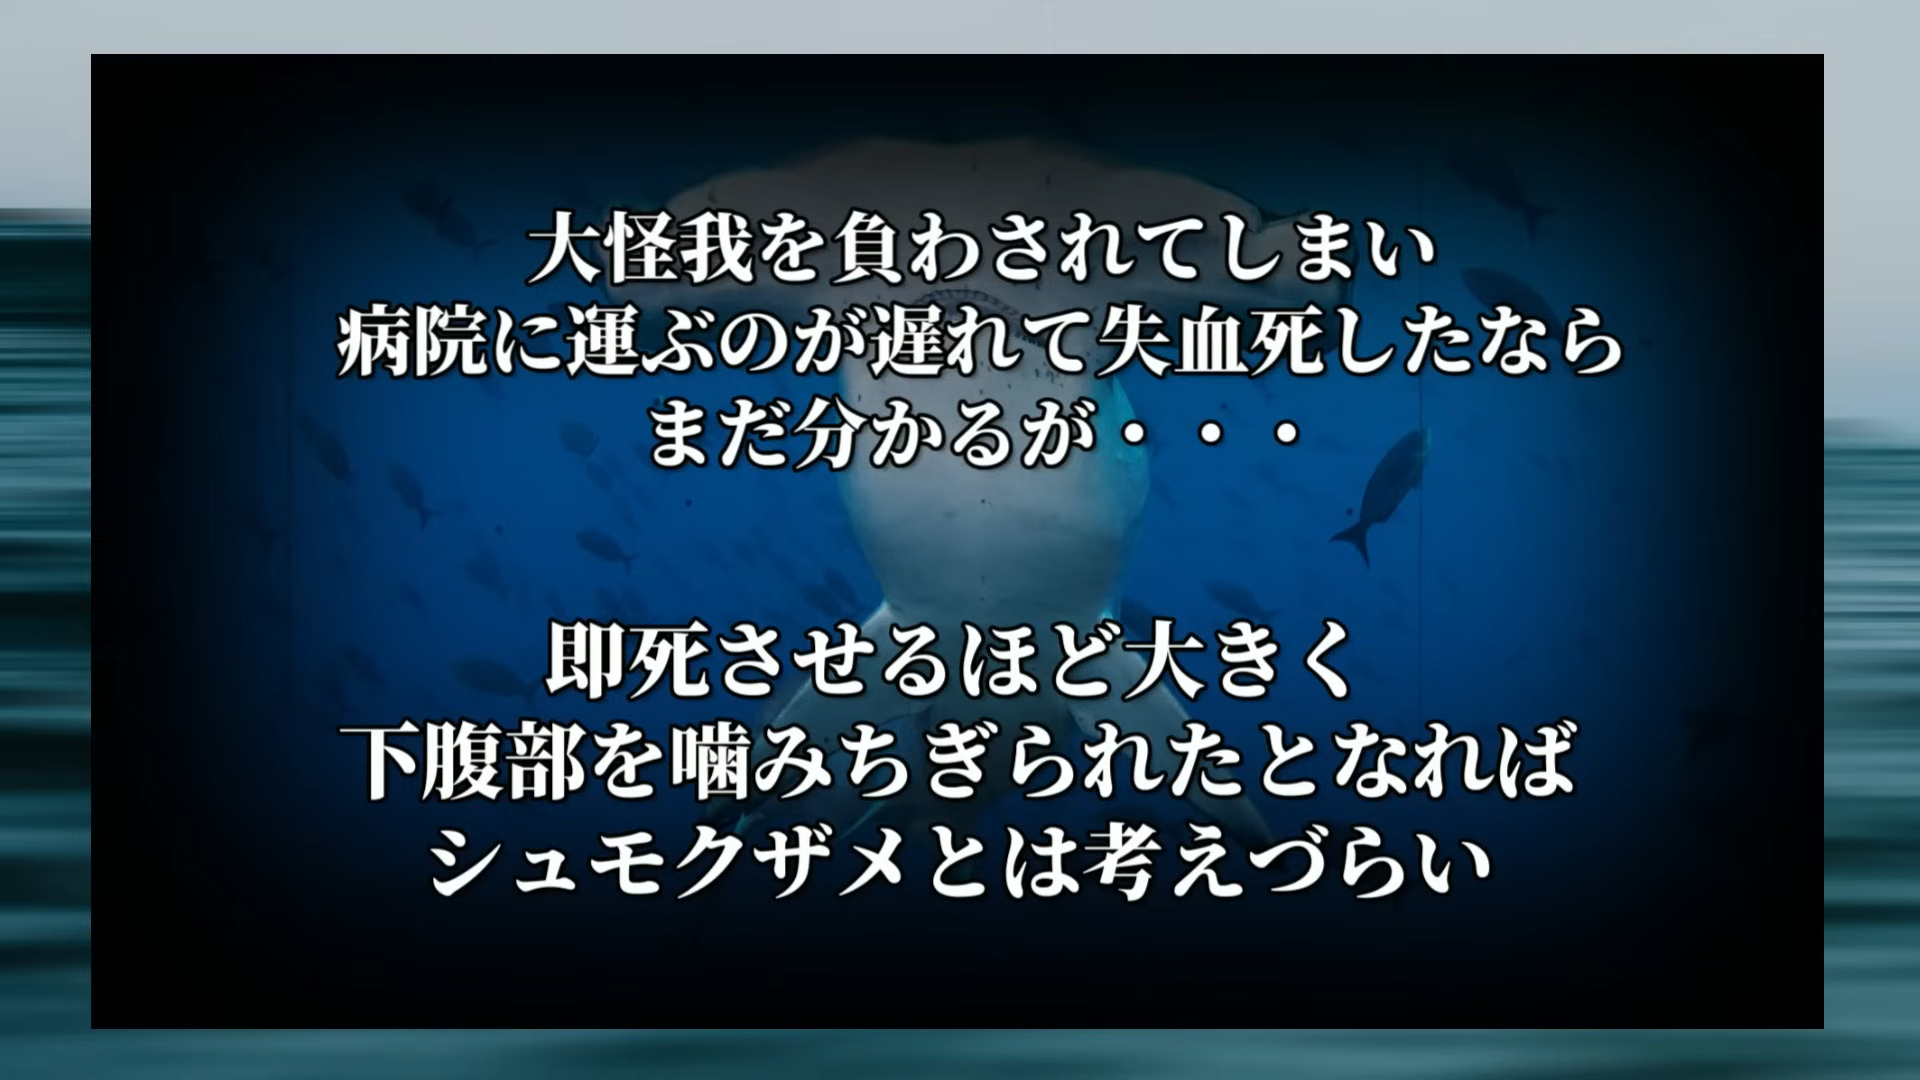 大怪我を負わされてしまい
病院に運ぶのが遅れて失血死したなら
まだ分かるが・・・
即死させるほど大きく
下腹部を噛みちぎられたとなれば
シュモクザメとは考えづらい